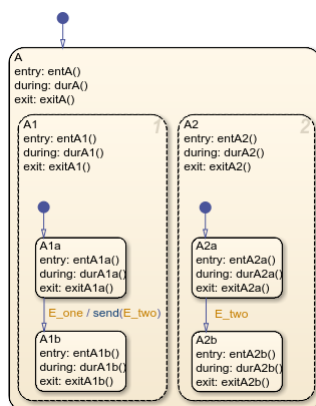 A
entry: entA()
during: durA()
exit: exitA()
A1
1
entry: entA1()
during: durA1()
exit: exitA1()
A1a
entry: entA1a()
during: durA1a()
exit: exitA1a()
E_one / send(E_two)
A1b
entry: entA1b()
during: durA1b()
exit: exitA1b()
A2
2
entry: entA2()
during: durA2()
exit: exitA2()
A2a
entry: entA2a()
during: durA2a()
exit: exitA2a()
E_two
A2b
entry: entA2b()
during: durA2b()
exit: exitA2b()